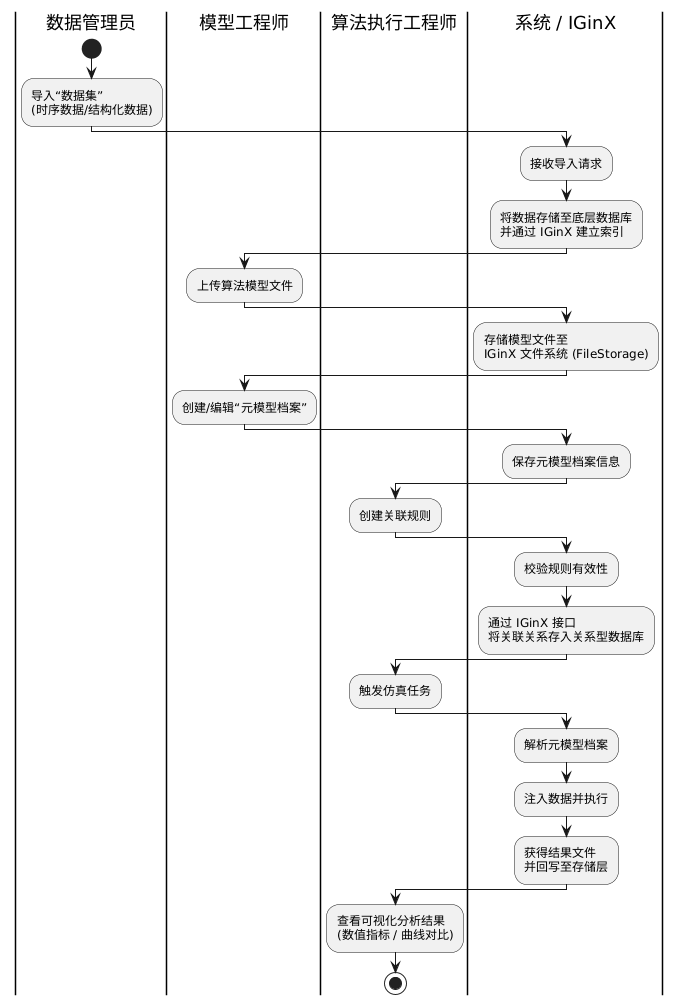 数据管理员
模型工程师
算法执行工程师
系统 / IGinX
导入“数据集”
(时序数据/结构化数据)
接收导入请求
将数据存储至底层数据库
并通过 IGinX 建立索引
上传算法模型文件
存储模型文件至
IGinX 文件系统 (FileStorage)
创建/编辑“元模型档案”
保存元模型档案信息
创建关联规则
校验规则有效性
通过 IGinX 接口
将关联关系存入关系型数据库
触发仿真任务
解析元模型档案
注入数据并执行
获得结果文件
并回写至存储层
查看可视化分析结果
(数值指标 / 曲线对比)